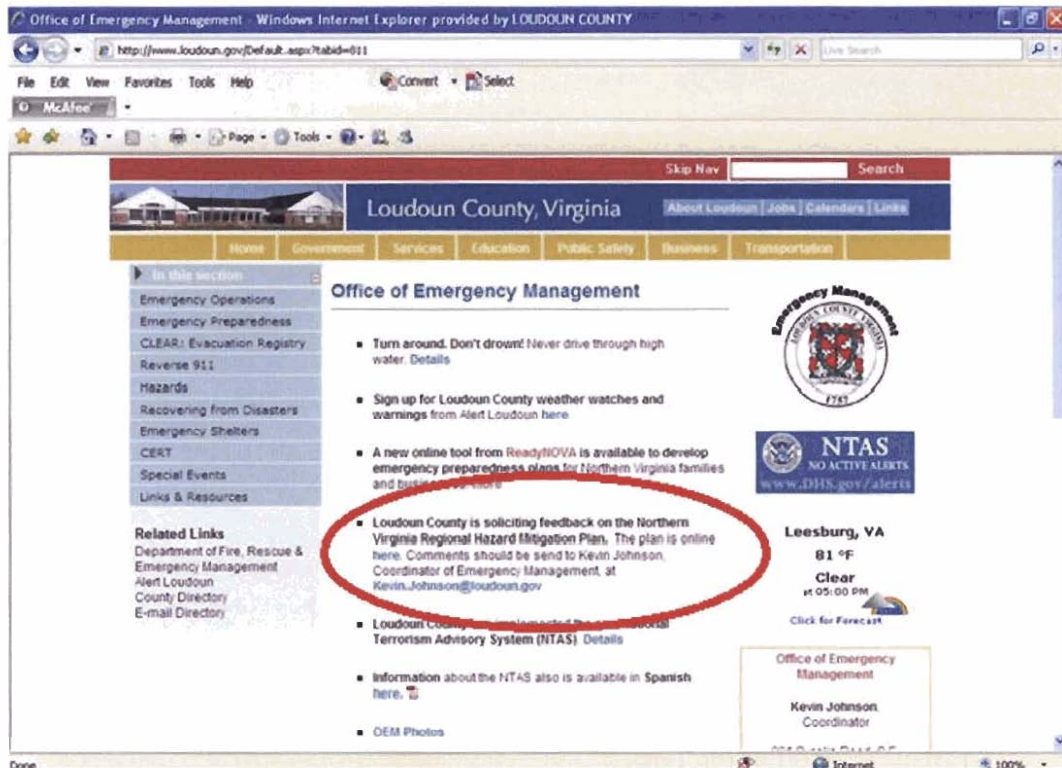 Office of Emergency Management - Windows Internet Explorer provided by LOUDOUN COUNTY
http://www.loudoun.gov/Default.aspx?tabid=811
Live Search
File Edit View Favorites Tools Help
Convert Select
McAfee
Page Tools
Skip Nav Search
Loudoun County, Virginia
About Loudoun | Jobs | Calendars | Links
Home Government Services Education Public Safety Business Transportation
In this section
Emergency Operations
Emergency Preparedness
CLEAR: Evacuation Registry
Reverse 911
Hazards
Recovering from Disasters
Emergency Shelters
CERT
Special Events
Links & Resources
Related Links
Department of Fire, Rescue &
Emergency Management
Alert Loudoun
County Directory
E-mail Directory
Office of Emergency Management
Turn around. Don't drown! Never drive through high
water. Details
Sign up for Loudoun County weather watches and
warnings from Alert Loudoun here
A new online tool from ReadyNOVA is available to develop
emergency preparedness plans for Northern Virginia families
and
Loudoun County is soliciting feedback on the Northern
Virginia Regional Hazard Mitigation Plan. The plan is online
here. Comments should be send to Kevin Johnson,
Coordinator of Emergency Management, at
Kevin.Johnson@loudoun.gov
Loudoun County implemented the
Terrorism Advisory System (NTAS) Details
Information about the NTAS also is available in Spanish
here.
OEM Photos
Emergency Management
LOUDOUN COUNTY VIRGINIA
1757
NTAS
NO ACTIVE ALERTS
www.DHS.gov/alerts
Leesburg, VA
81 °F
Clear
at 05:00 PM
Click for Forecast
Office of Emergency
Management
Kevin Johnson
Coordinator
Done Internet 100%